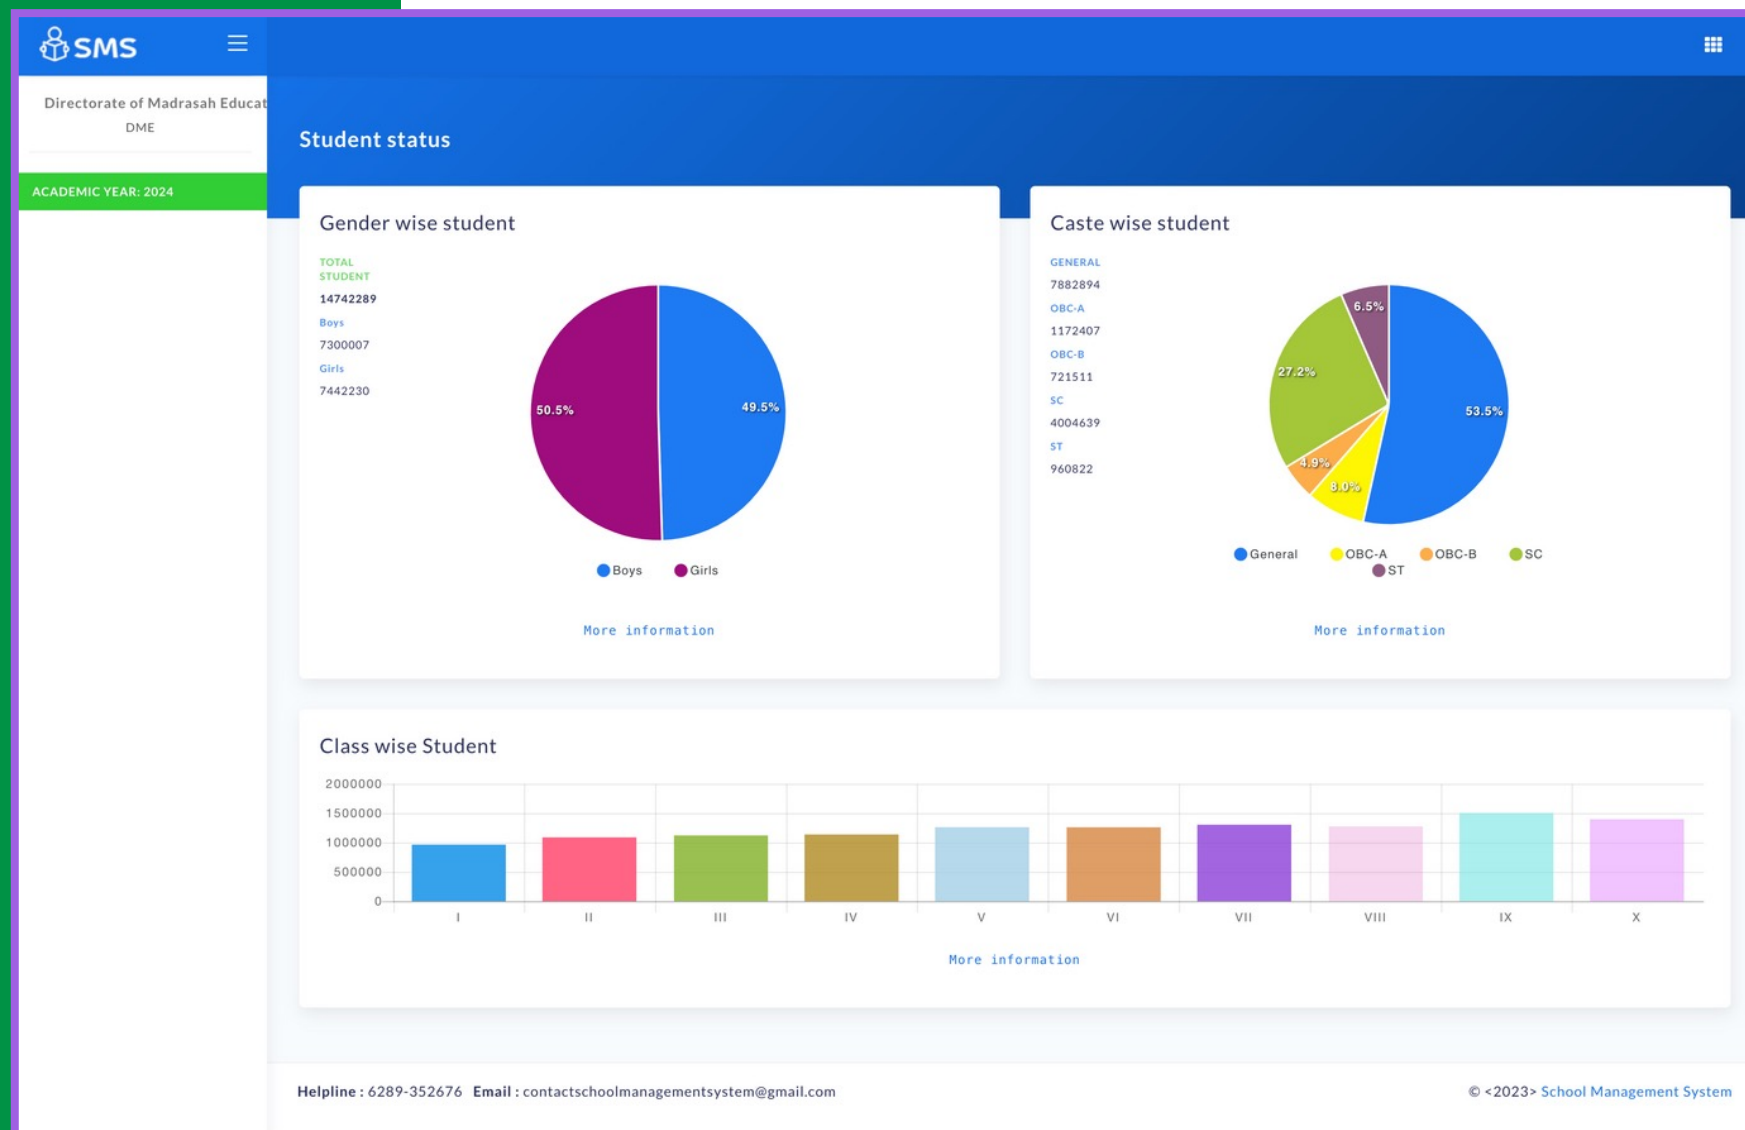 SMS
Directorate of Madrasah Educat
DME
ACADEMIC YEAR: 2024
Student status
Gender wise student
TOTAL
STUDENT
14742289
Boys
7300007
Girls
7442230
50.5%
49.5%
Boys
Girls
More information
Caste wise student
GENERAL
7882894
OBC-A
1172407
OBC-B
721511
SC
4004639
ST
960822
6.5%
27.2%
53.5%
4.9%
8.0%
General OBC-A OBC-B SC
ST
More information
Class wise Student
2000000
1500000
1000000
500000
0
I II III IV V VI VII VIII IX X
More information
Helpline : 6289-352676 Email : contactschoolmanagementsystem@gmail.com
© <2023> School Management System